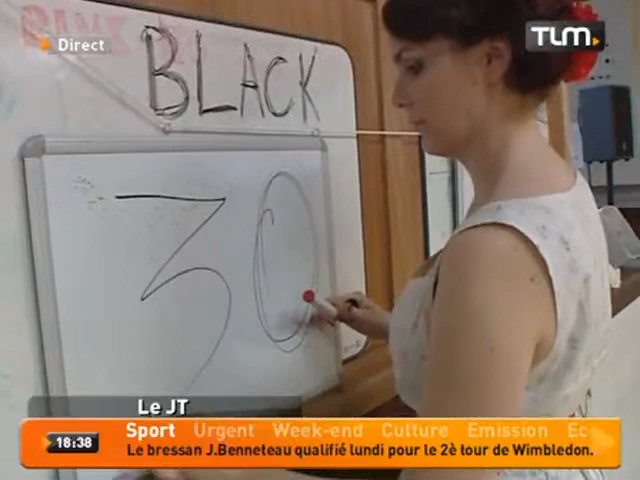 Direct
BLACK
TLM
30
Le JT
18:38
Sport Urgent Week-end Culture Emission Ec
Le bressan J.Benneteau qualifié lundi pour le 2è tour de Wimbledon.